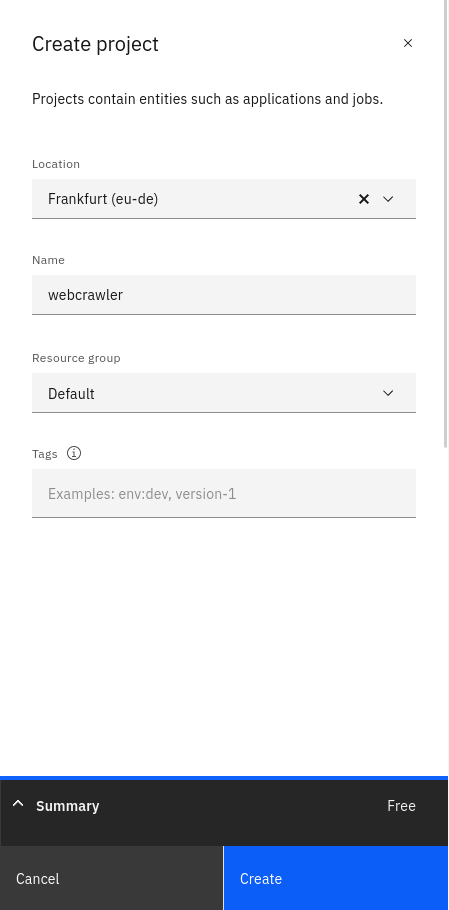 Create project
Projects contain entities such as applications and jobs.
Location
Frankfurt (eu-de)
Name
webcrawler
Resource group
Default
Tags
Examples: env:dev, version-1
Summary Free
Cancel Create